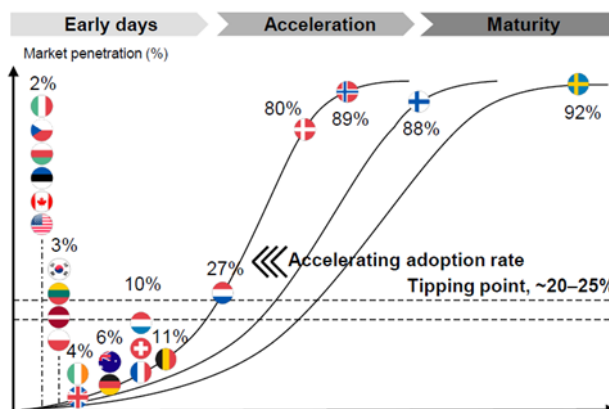 Early days Acceleration Maturity
Market penetration (%)
2%
80%
89%
88%
92%
3%
27%
Accelerating adoption rate
10%
Tipping point, ~20–25%
6%
11%
4%